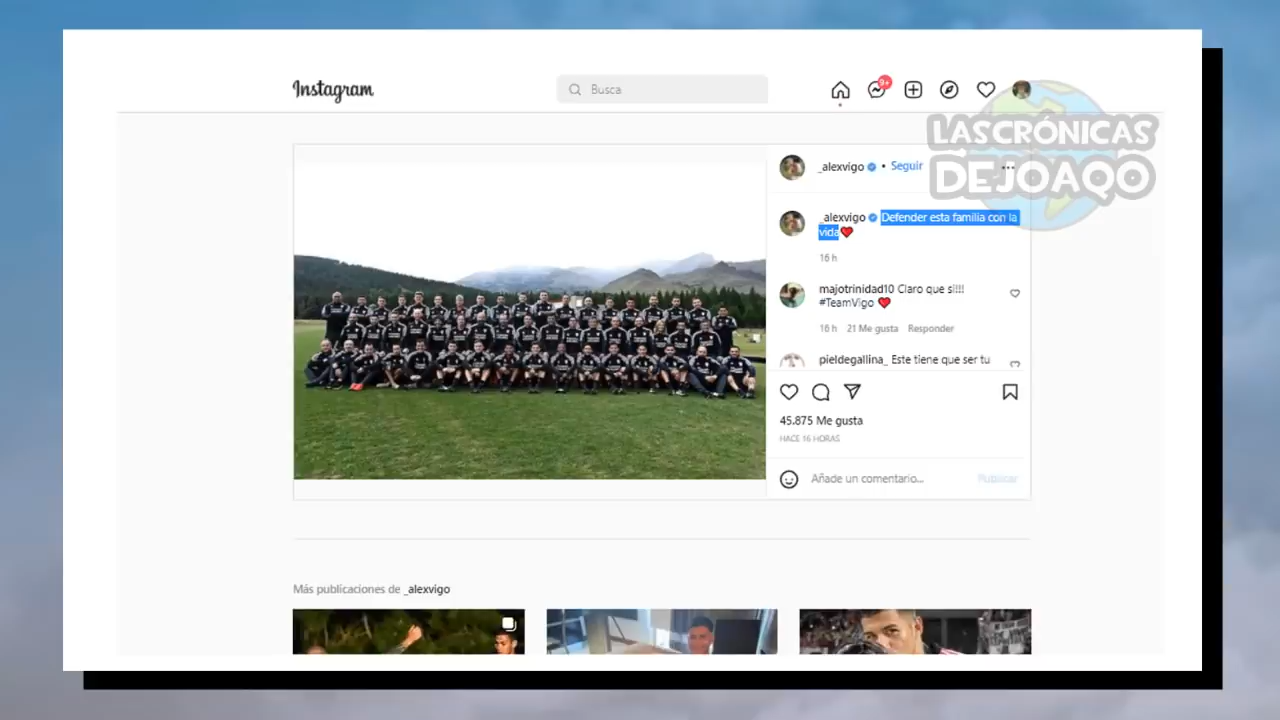 Instagram
Busca
9+
LASCRÓNICAS
DEJOAQO
_alexvigo • Seguir
_alexvigo Defender esta familia con la
vida
16 h
majotrinidad10 Claro que sí!!!!
#TeamVigo
16 h 21 Me gusta Responder
pieldegallina_ Este tiene que ser tu
45.875 Me gusta
HACE 16 HORAS
Añade un comentario...
Publicar
Más publicaciones de _alexvigo